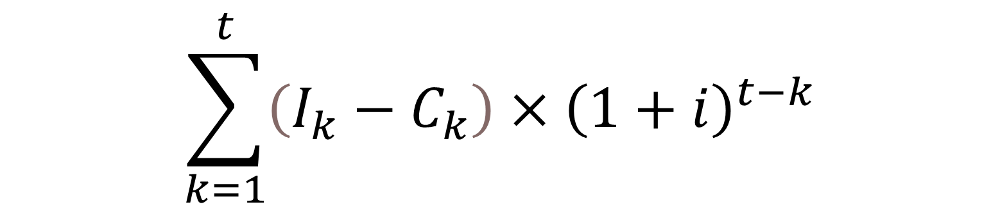 ∑_{k=1}^{t} (I_k − C_k) × (1 + i)^{t−k}